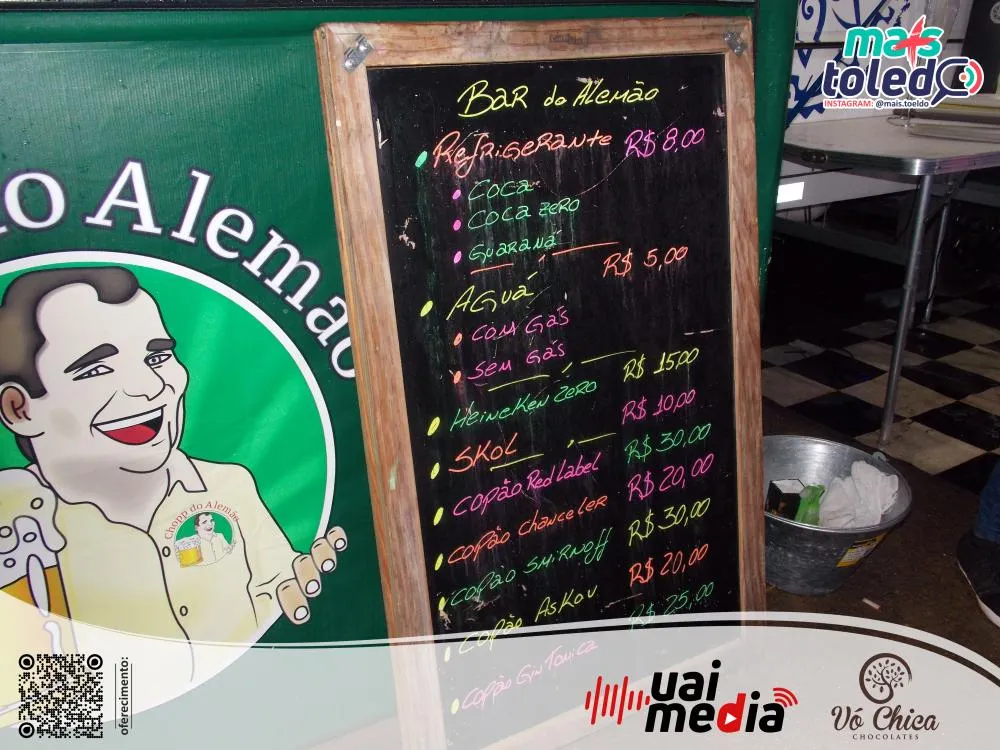 mais
toledo
INSTAGRAM: @mais.toeldo
do Alemão
Chopp do Alemão
BAR do Alemão
RefRigeRante R$ 8,00
COCA
COCA ZERO
Guaraná
AGUA R$ 5,00
COM GÁS
SEM GÁS
HeineKen ZERO R$ 15,00
SKOL R$ 10,00
COPÃO Red Label R$ 30,00
COPÃO Chanceler R$ 20,00
COPÃO SMIRNOFF R$ 30,00
COPÃO ASKOV R$ 20,00
COPÃO Gin Tonica R$ 25,00
oferecimento:
uai
media
Vó Chica
CHOCOLATES